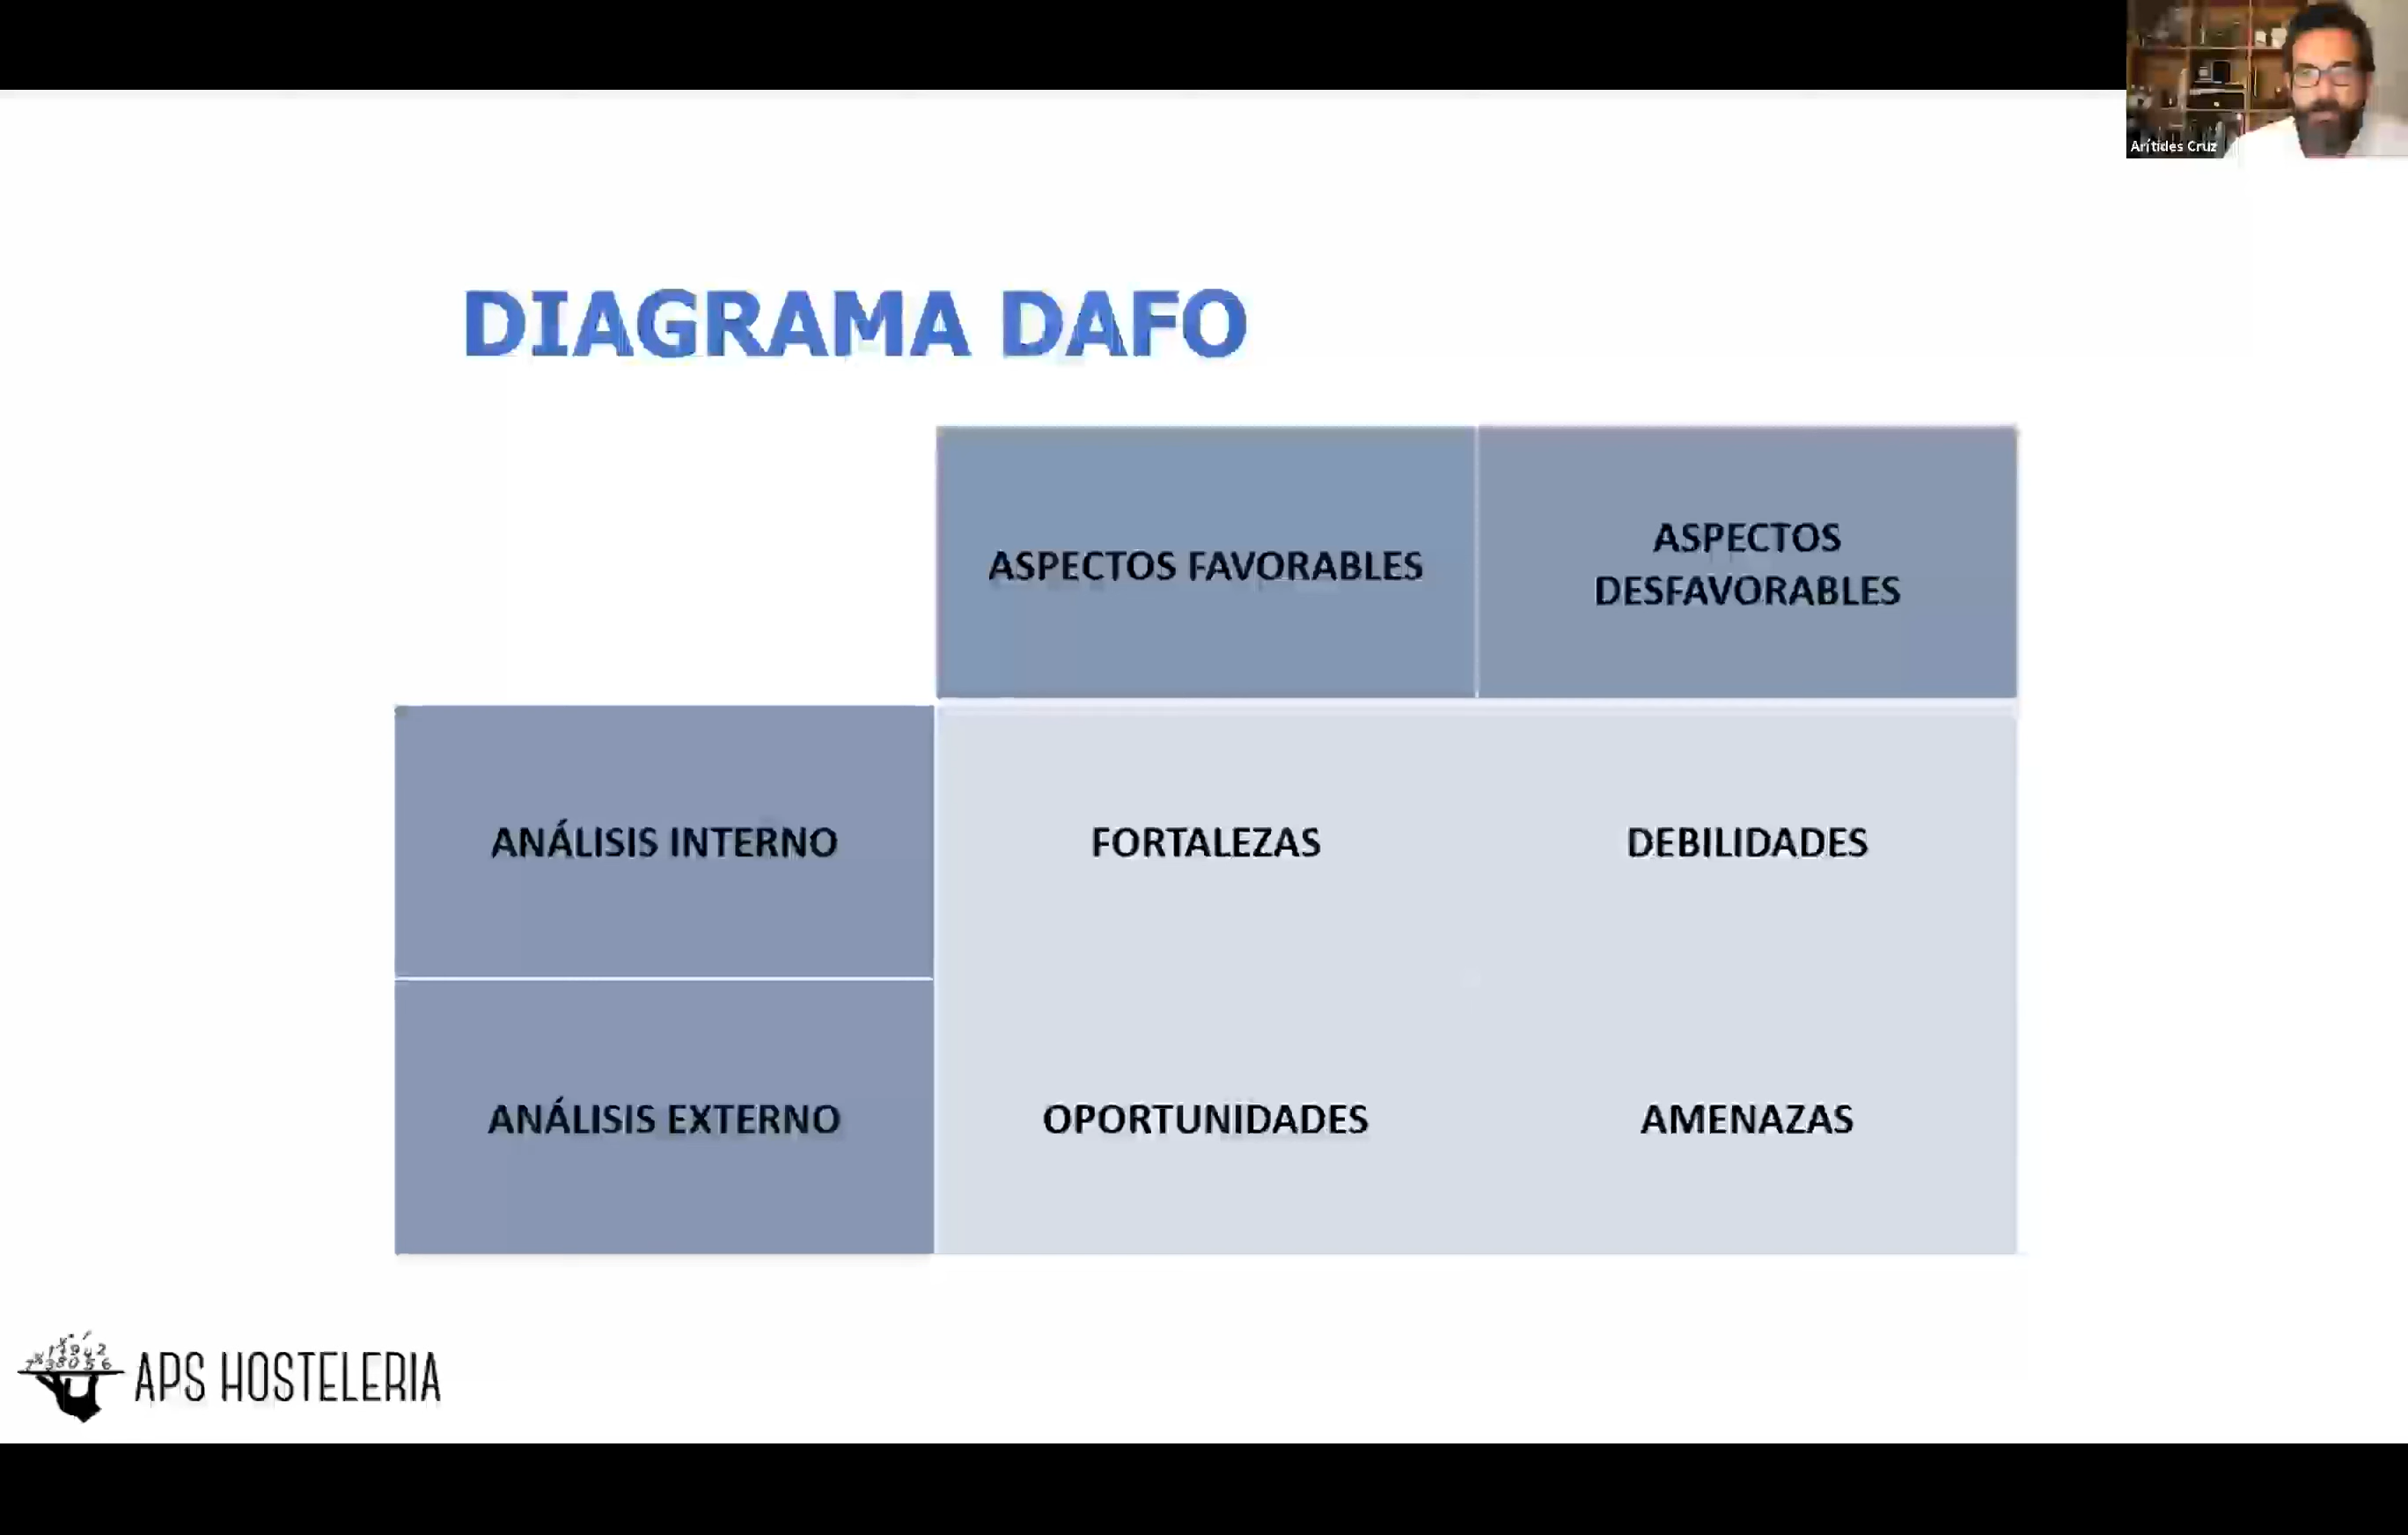 Arítides Cruz
DIAGRAMA DAFO
ASPECTOS FAVORABLES
ASPECTOS
DESFAVORABLES
ANÁLISIS INTERNO
FORTALEZAS
DEBILIDADES
ANÁLISIS EXTERNO
OPORTUNIDADES
AMENAZAS
APS HOSTELERIA